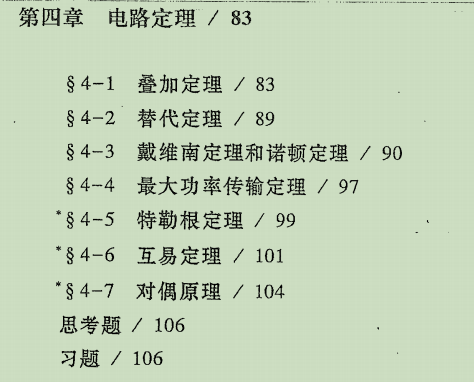 第四章 电路定理 / 83
§4-1 叠加定理 / 83
§4-2 替代定理 / 89
§4-3 戴维南定理和诺顿定理 / 90
§4-4 最大功率传输定理 / 97
*§4-5 特勒根定理 / 99
*§4-6 互易定理 / 101
*§4-7 对偶原理 / 104
思考题 / 106
习题 / 106